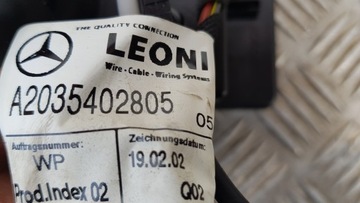 THE QUALITY CONNECTION
LEONI
Wire - Cable - Wiring Systems
A2035402805 05
Auftragsnummer: Zeichnungsdatum:
WP 19.02.02
Prod.Index 02 Q02